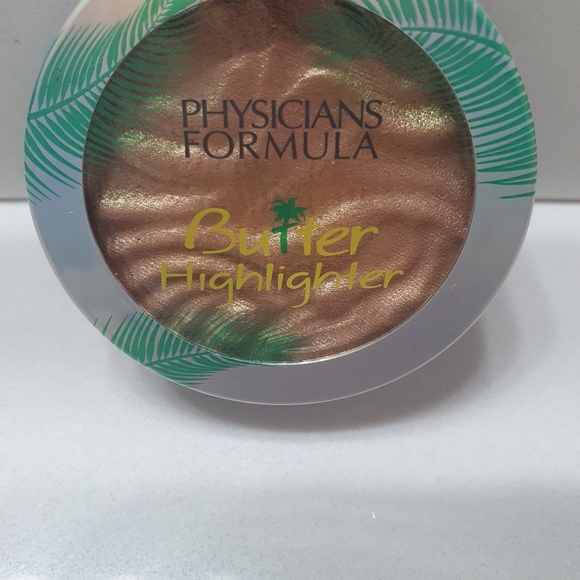 PHYSICIANS
FORMULA
Butter
Highlighter